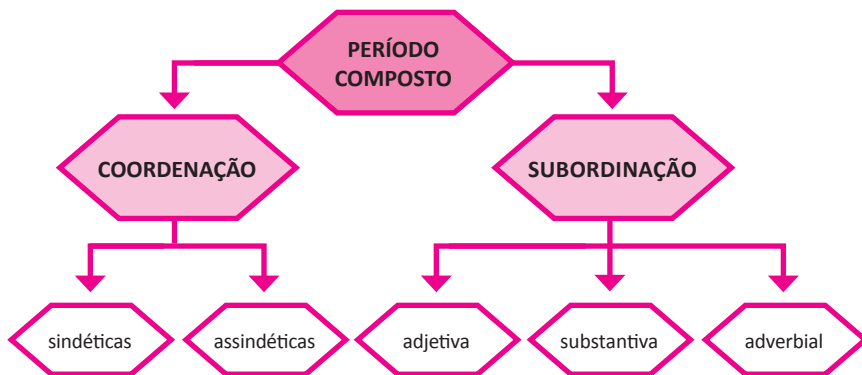 PERÍODO
COMPOSTO
COORDENAÇÃO
SUBORDINAÇÃO
sindéticas
assindéticas
adjetiva
substantiva
adverbial